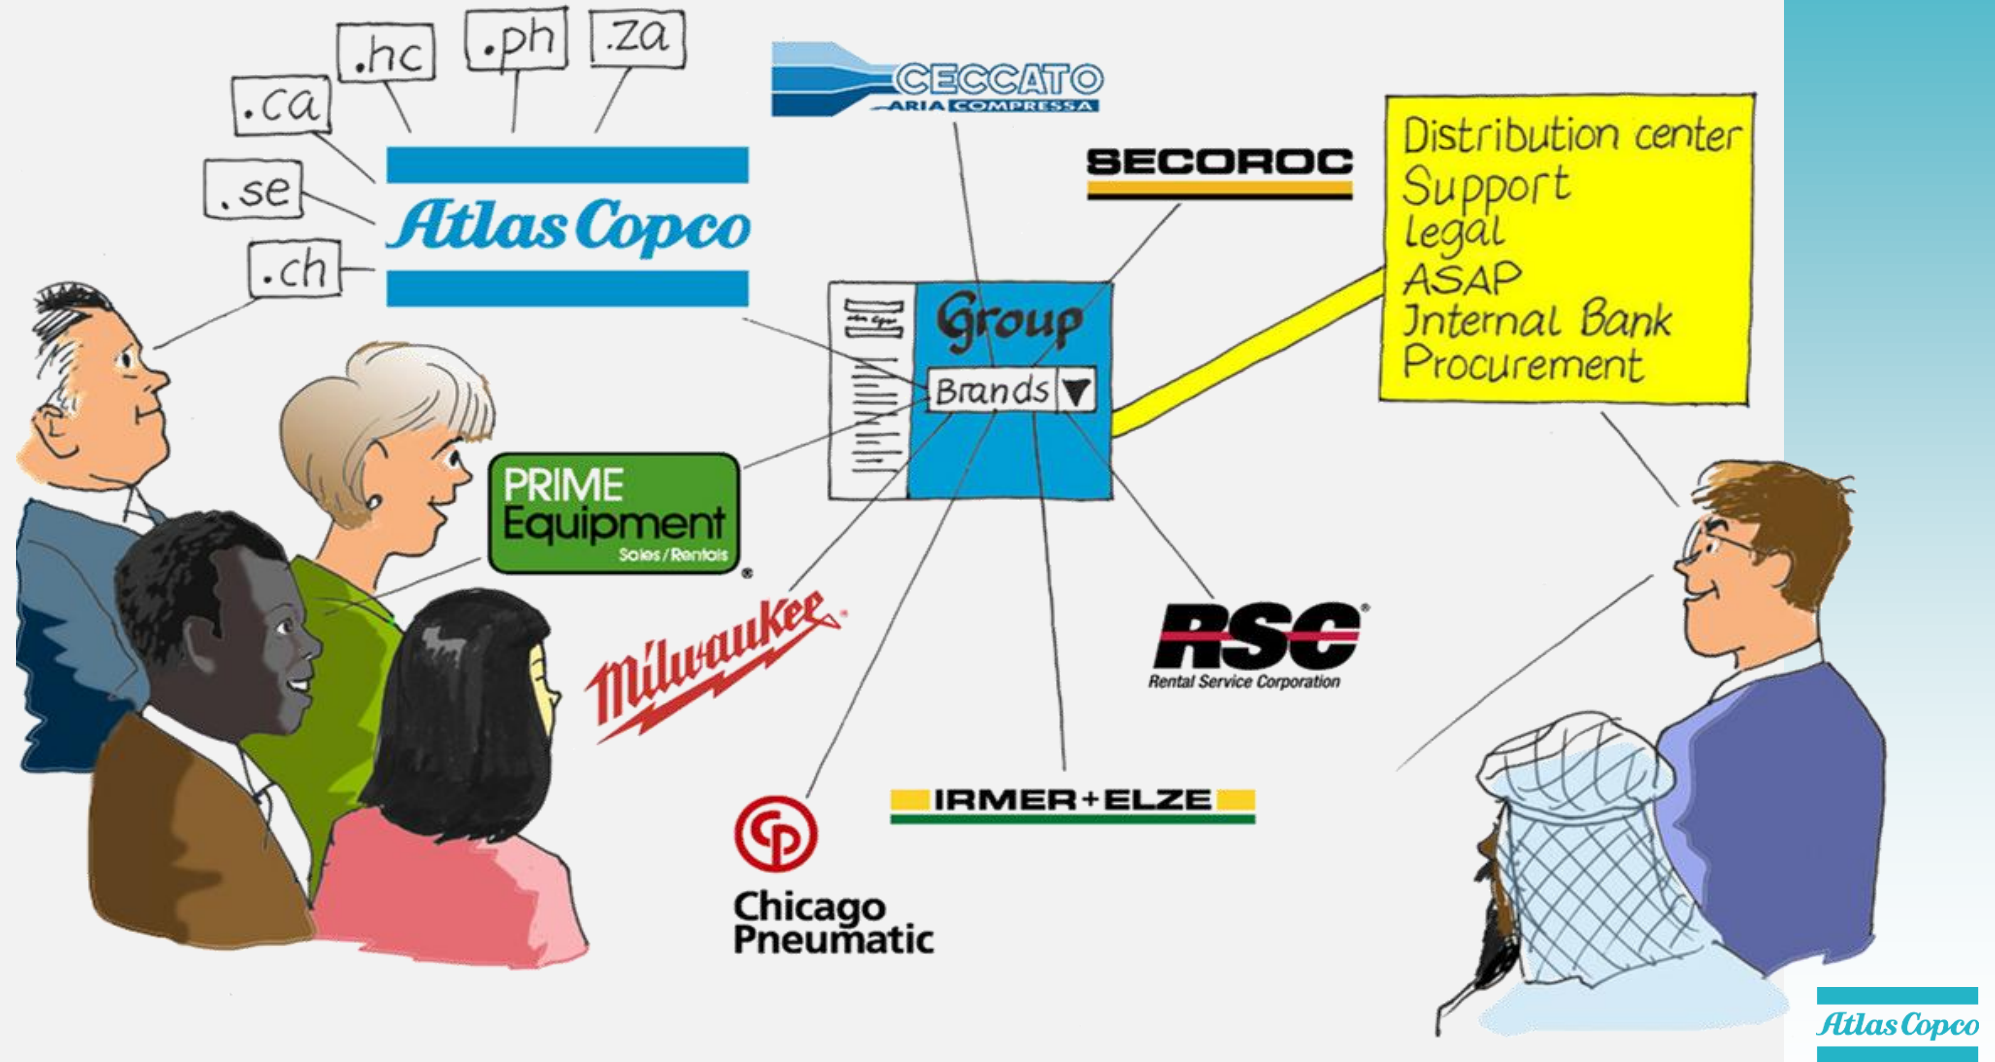 .hc
.ph
.za
.ca
.se
.ch
Atlas Copco
CECCATO
ARIA COMPRESSA
SECOROC
Distribution center
Support
Legal
ASAP
Internal Bank
Procurement
Group
Brands
PRIME
Equipment
Sales/Rentals
®
Milwaukee
RSC®
Rental Service Corporation
IRMER+ELZE
CP
Chicago
Pneumatic
Atlas Copco